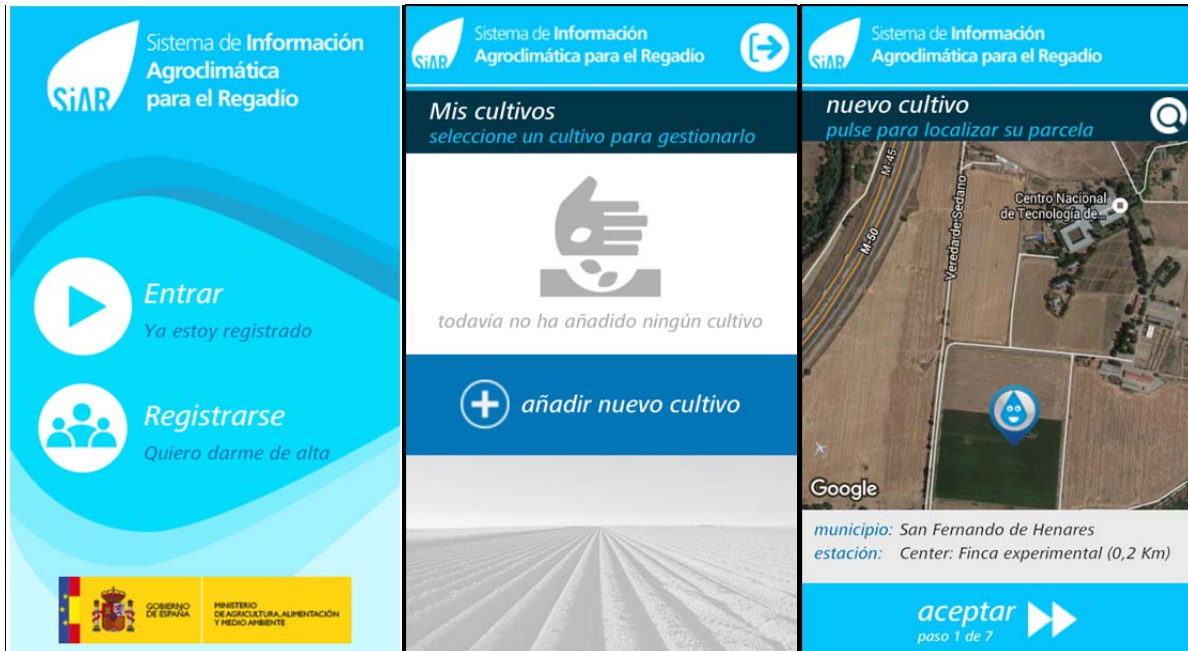 SiAR
Sistema de Información
Agroclimática
para el Regadío
Entrar
Ya estoy registrado
Registrarse
Quiero darme de alta
GOBIERNO
DE ESPAÑA
MINISTERIO
DE AGRICULTURA, ALIMENTACIÓN
Y MEDIO AMBIENTE
SiAR
Sistema de Información
Agroclimática para el Regadío
Mis cultivos
seleccione un cultivo para gestionarlo
todavía no ha añadido ningún cultivo
añadir nuevo cultivo
SiAR
Sistema de Información
Agroclimática para el Regadío
nuevo cultivo
pulse para localizar su parcela
M-45
M-50
Vereda de Sedano
Centro Nacional
de Tecnología de...
Google
municipio: San Fernando de Henares
estación: Center: Finca experimental (0,2 Km)
aceptar
paso 1 de 7